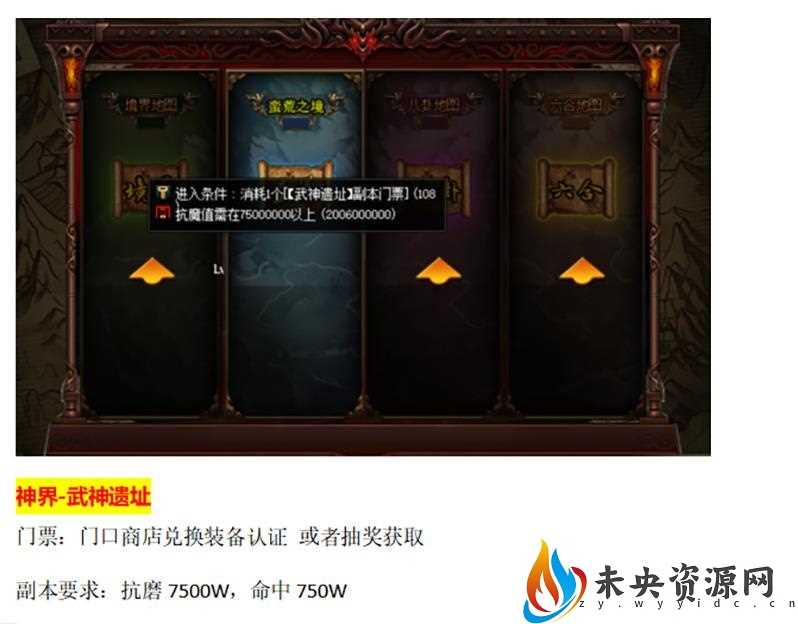 境界地图 蛮荒之境 八卦地图 六合地图
六合
进入条件：消耗1个[【武神遗址】副本门票] (108
抗魔值需在75000000以上 (2006000000)
Lv
神界-武神遗址
门票：门口商店兑换装备认证 或者抽奖获取
副本要求：抗磨 7500W，命中 750W
未央资源网
zy.wyyidc.cn